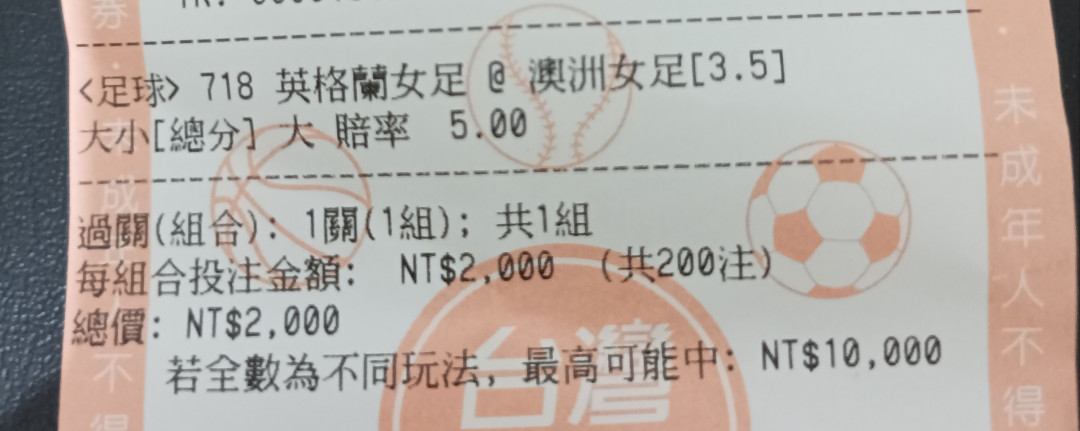 <足球> 718 英格蘭女足 @ 澳洲女足[3.5]
大小[總分] 大 賠率 5.00
過關(組合): 1關(1組); 共1組
每組合投注金額: NT$2,000 (共200注)
總價: NT$2,000
若全數為不同玩法, 最高可能中: NT$10,000
台灣
未成年人不得
券
成
不得